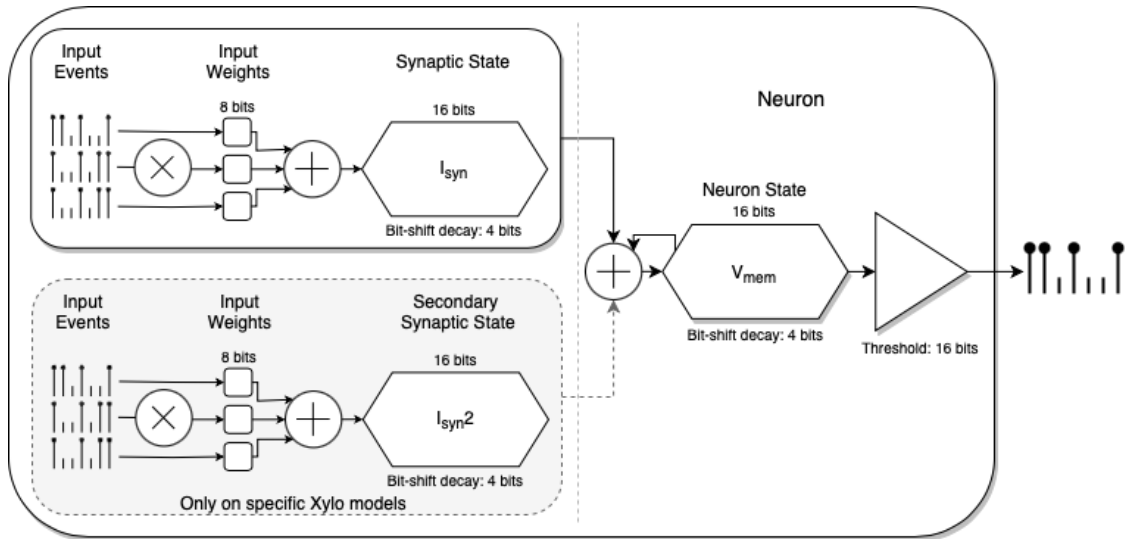 Input
Events
Input
Weights
Synaptic State
8 bits
16 bits
I_syn
Bit-shift decay: 4 bits
Neuron
Neuron State
16 bits
V_mem
Bit-shift decay: 4 bits
Threshold: 16 bits
Input
Events
Input
Weights
Secondary
Synaptic State
8 bits
16 bits
I_syn2
Bit-shift decay: 4 bits
Only on specific Xylo models